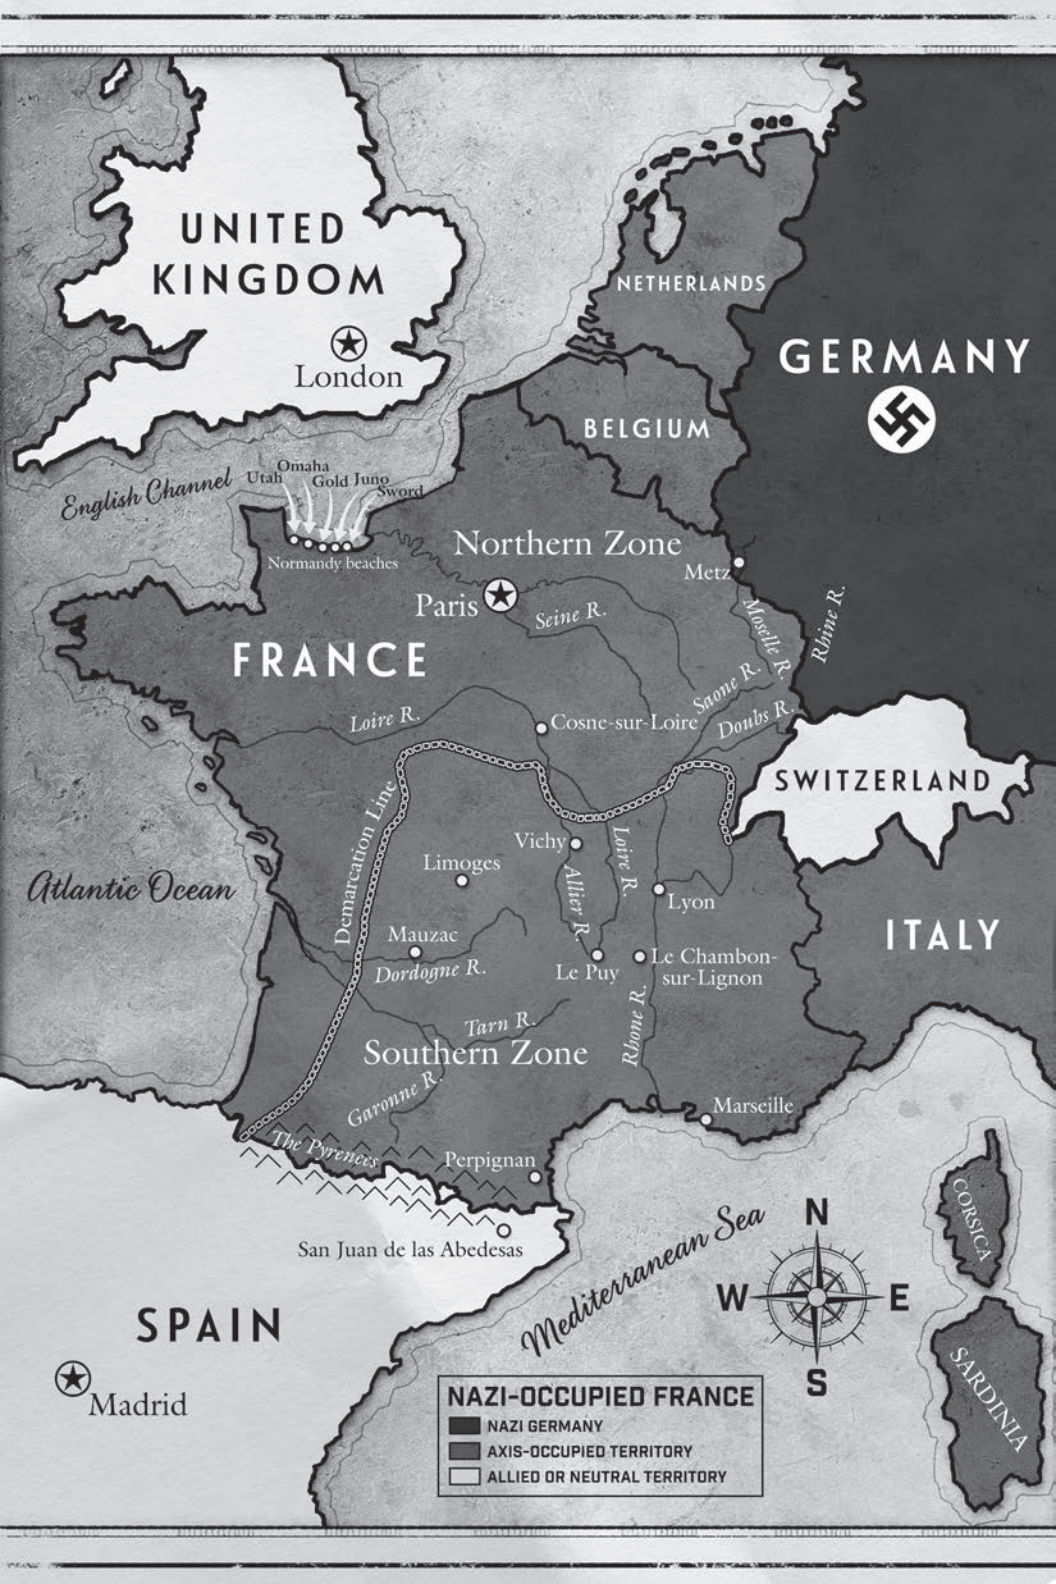 UNITED
KINGDOM
London
NETHERLANDS
GERMANY
BELGIUM
English Channel
Utah
Omaha
Gold
Juno
Sword
Normandy beaches
Northern Zone
Metz
Paris
Seine R.
Moselle R.
Rhine R.
FRANCE
Saone R.
Doubs R.
Loire R.
Cosne-sur-Loire
SWITZERLAND
Demarcation Line
Vichy
Loire R.
Limoges
Allier R.
Lyon
Atlantic Ocean
ITALY
Mauzac
Dordogne R.
Le Puy
Le Chambon-
sur-Lignon
Tarn R.
Rhone R.
Southern Zone
Garonne R.
Marseille
The Pyrenees
Perpignan
San Juan de las Abedesas
Mediterranean Sea
CORSICA
N
W
E
S
SPAIN
Madrid
SARDINIA
NAZI-OCCUPIED FRANCE
NAZI GERMANY
AXIS-OCCUPIED TERRITORY
ALLIED OR NEUTRAL TERRITORY